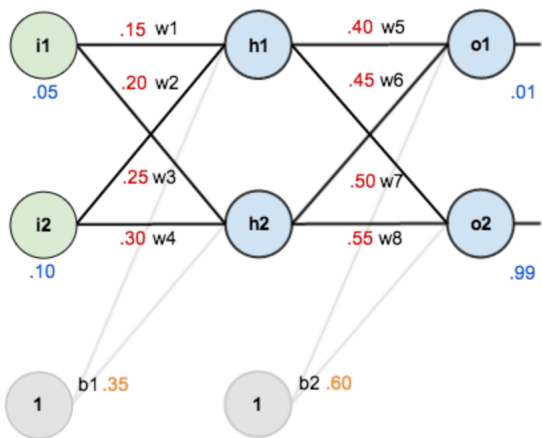 .15 w1
i1 h1 .40 w5 o1
.20 w2 .45 w6
.05 .01
.25 w3 .50 w7
i2 h2 o2
.30 w4 .55 w8
.10 .99
b1 .35 b2 .60
1 1